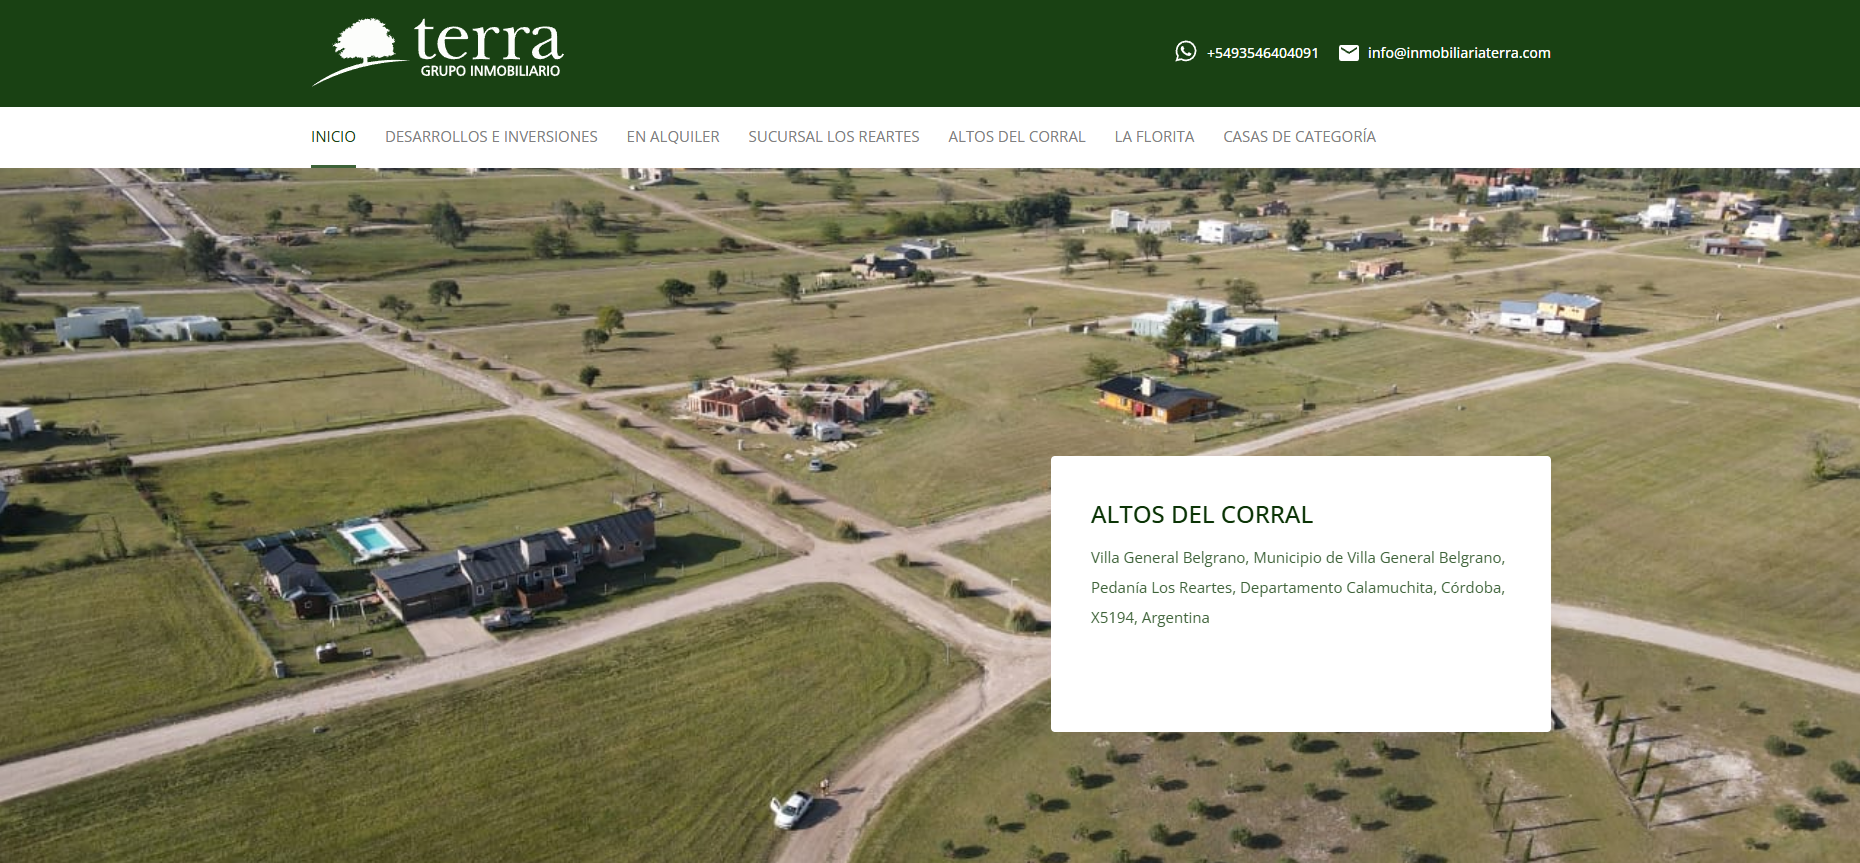 terra
GRUPO INMOBILIARIO
+5493546404091
info@inmobiliariaterra.com
INICIO
DESARROLLOS E INVERSIONES
EN ALQUILER
SUCURSAL LOS REARTES
ALTOS DEL CORRAL
LA FLORITA
CASAS DE CATEGORÍA
ALTOS DEL CORRAL
Villa General Belgrano, Municipio de Villa General Belgrano,
Pedanía Los Reartes, Departamento Calamuchita, Córdoba,
X5194, Argentina